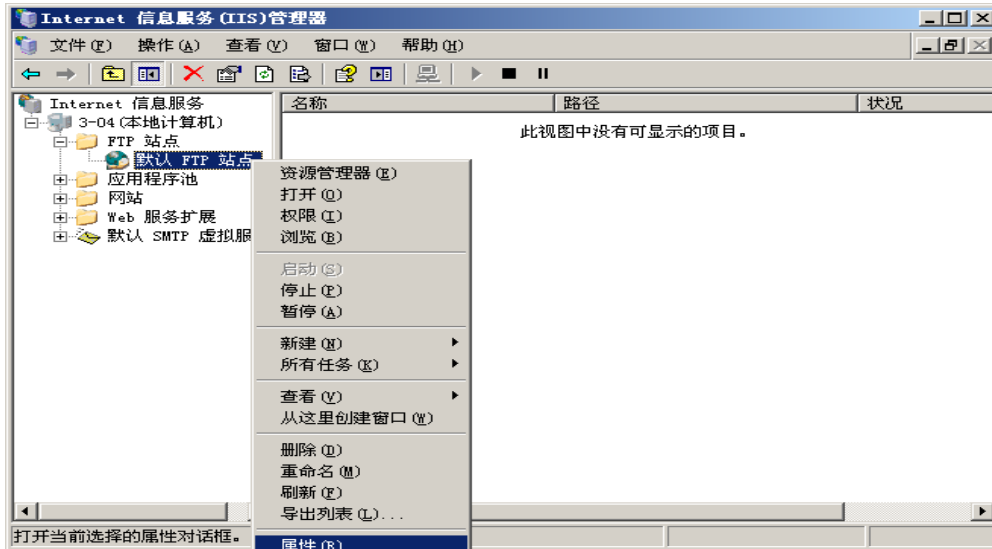 Internet 信息服务(IIS)管理器
文件(F) 操作(A) 查看(V) 窗口(W) 帮助(H)
Internet 信息服务
3-04(本地计算机)
FTP 站点
默认 FTP 站点
应用程序池
网站
Web 服务扩展
默认 SMTP 虚拟服
名称 路径 状况
此视图中没有可显示的项目。
资源管理器(E)
打开(O)
权限(I)
浏览(B)
启动(S)
停止(P)
暂停(A)
新建(N)
所有任务(K)
查看(V)
从这里创建窗口(W)
删除(D)
重命名(M)
刷新(F)
导出列表(L)...
属性(R)
打开当前选择的属性对话框。